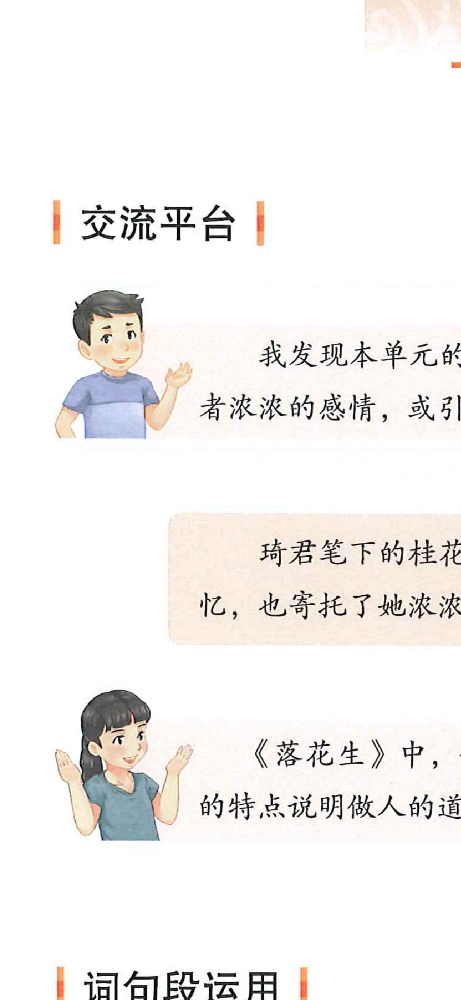 交流平台
我发现本单元的
者浓浓的感情，或引
琦君笔下的桂花
忆，也寄托了她浓浓
《落花生》中，
的特点说明做人的道
词句段运用